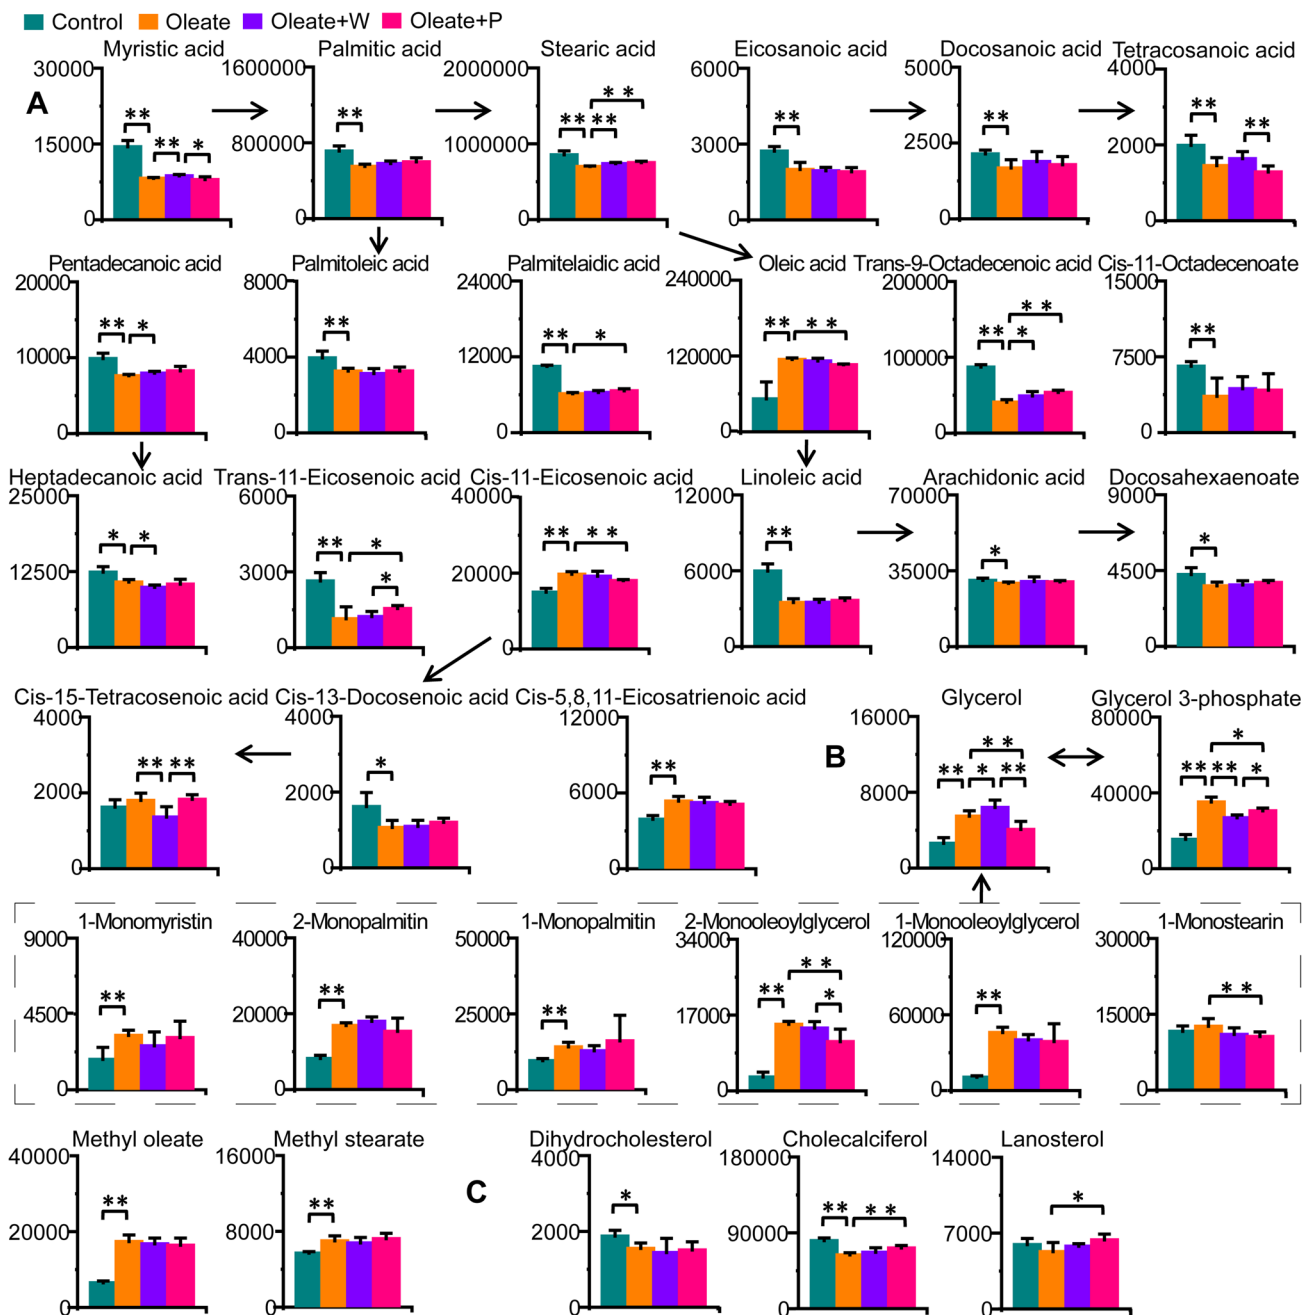 Control Oleate Oleate+W Oleate+P
Myristic acid Palmitic acid Stearic acid Eicosanoic acid Docosanoic acid Tetracosanoic acid
A
30000 1600000 2000000 6000 5000 4000
** ** ** ** * * ** ** ** ** ** **
*
15000 800000 1000000 3000 2500 2000
0 0 0 0 0 0
Pentadecanoic acid Palmitoleic acid Palmitelaidic acid Oleic acid Trans-9-Octadecenoic acid Cis-11-Octadecenoate
20000 8000 24000 240000 200000 15000
** * ** ** * ** * * ** * * * **
10000 4000 12000 120000 100000 7500
0 0 0 0 0 0
Heptadecanoic acid Trans-11-Eicosenoic acid Cis-11-Eicosenoic acid Linoleic acid Arachidonic acid Docosahexaenoate
25000 6000 40000 12000 70000 9000
* * ** * * ** * * ** * *
12500 3000 20000 6000 35000 4500
0 0 0 0 0 0
Cis-15-Tetracosenoic acid Cis-13-Docosenoic acid Cis-5,8,11-Eicosatrienoic acid Glycerol Glycerol 3-phosphate
4000 4000 12000 16000 80000
B
** ** * ** ** * ** * * ** ** * *
2000 2000 6000 8000 40000
0 0 0 0 0
1-Monomyristin 2-Monopalmitin 1-Monopalmitin 2-Monooleoylglycerol 1-Monooleoylglycerol 1-Monostearin
9000 40000 50000 34000 120000 30000
** ** ** ** * * * ** * *
4500 20000 25000 17000 60000 15000
0 0 0 0 0 0
Methyl oleate Methyl stearate Dihydrocholesterol Cholecalciferol Lanosterol
40000 16000 4000 180000 14000
C
** ** * ** * * *
20000 8000 2000 90000 7000
0 0 0 0 0